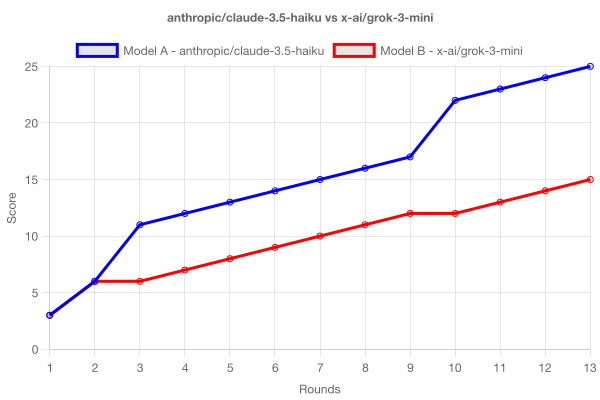 anthropic/claude-3.5-haiku vs x-ai/grok-3-mini
Model A - anthropic/claude-3.5-haiku Model B - x-ai/grok-3-mini
25
20
15
10
5
0
Score
1 2 3 4 5 6 7 8 9 10 11 12 13
Rounds